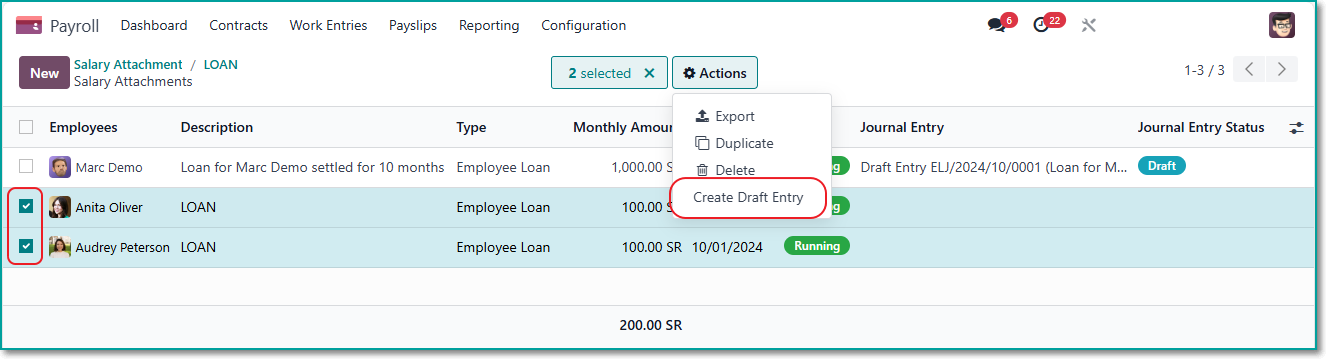 Payroll Dashboard Contracts Work Entries Payslips Reporting Configuration 6 22
New Salary Attachment / LOAN 2 selected × Actions 1-3 / 3
Salary Attachments
Export
Duplicate
Delete
Create Draft Entry
Employees Description Type Monthly Journal Entry Journal Entry Status
Marc Demo Loan for Marc Demo settled for 10 months Employee Loan 1,000.00 Draft Entry ELJ/2024/10/0001 (Loan for M... Draft
Anita Oliver LOAN Employee Loan 100.00
Audrey Peterson LOAN Employee Loan 100.00 SR 10/01/2024 Running
200.00 SR